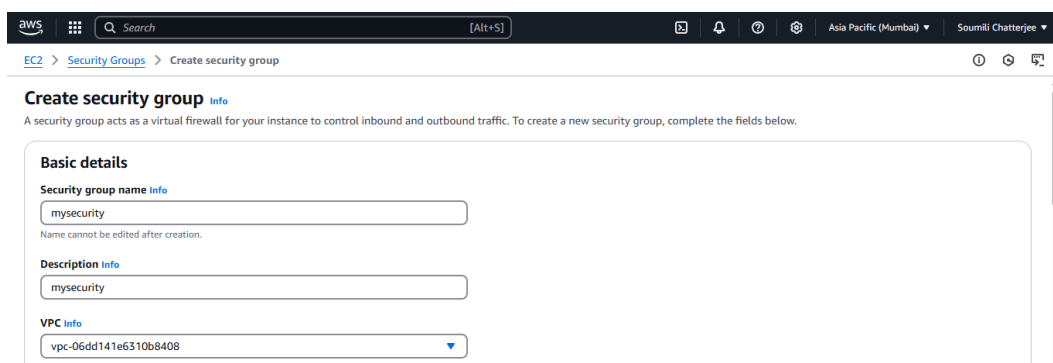 aws Search [Alt+S] Asia Pacific (Mumbai) Soumili Chatterjee
EC2 > Security Groups > Create security group
Create security group Info
A security group acts as a virtual firewall for your instance to control inbound and outbound traffic. To create a new security group, complete the fields below.
Basic details
Security group name Info
mysecurity
Name cannot be edited after creation.
Description Info
mysecurity
VPC Info
vpc-06dd141e6310b8408